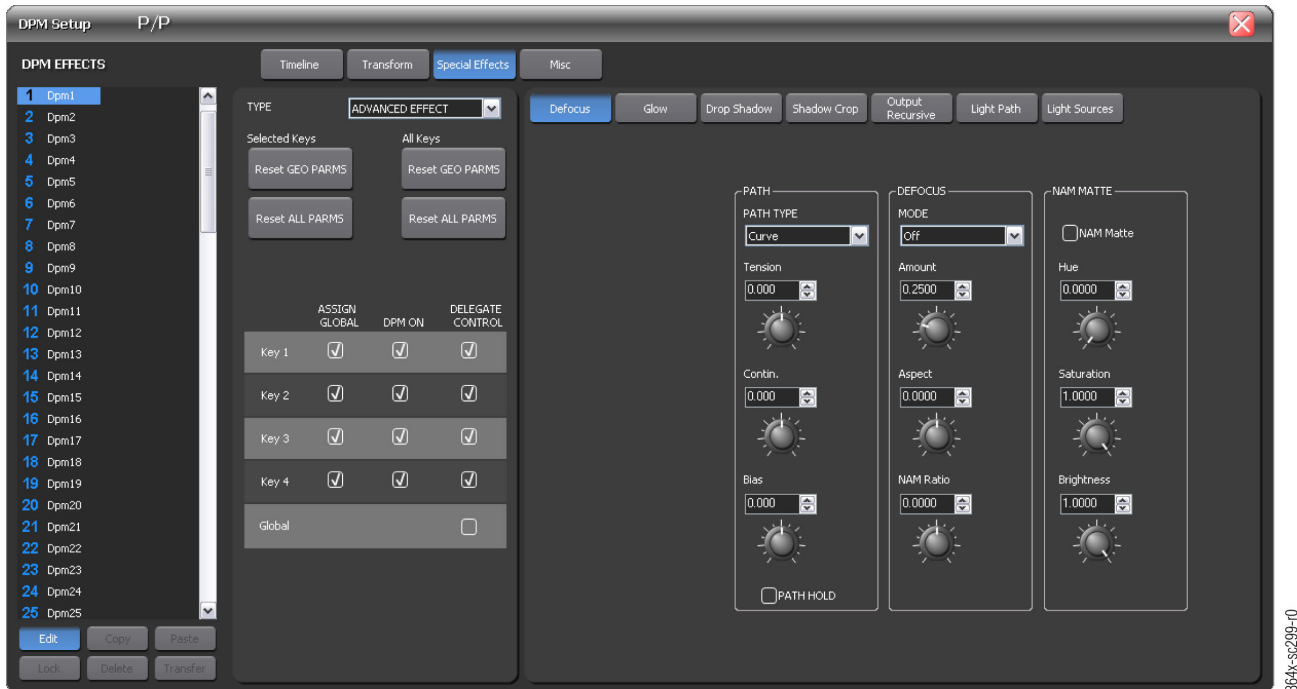 DPM Setup P/P
DPM EFFECTS
Timeline Transform Special Effects Misc
1 Dpm1
2 Dpm2
3 Dpm3
4 Dpm4
5 Dpm5
6 Dpm6
7 Dpm7
8 Dpm8
9 Dpm9
10 Dpm10
11 Dpm11
12 Dpm12
13 Dpm13
14 Dpm14
15 Dpm15
16 Dpm16
17 Dpm17
18 Dpm18
19 Dpm19
20 Dpm20
21 Dpm21
22 Dpm22
23 Dpm23
24 Dpm24
25 Dpm25
Edit Copy Paste
Lock Delete Transfer
TYPE ADVANCED EFFECT
Selected Keys All Keys
Reset GEO PARMS Reset GEO PARMS
Reset ALL PARMS Reset ALL PARMS
ASSIGN GLOBAL DPM ON DELEGATE CONTROL
Key 1
Key 2
Key 3
Key 4
Global
Defocus Glow Drop Shadow Shadow Crop Output Recursive Light Path Light Sources
PATH
PATH TYPE
Curve
Tension
0.000
Contin.
0.000
Bias
0.000
PATH HOLD
DEFOCUS
MODE
Off
Amount
0.2500
Aspect
0.0000
NAM Ratio
0.0000
NAM MATTE
NAM Matte
Hue
0.0000
Saturation
1.0000
Brightness
1.0000